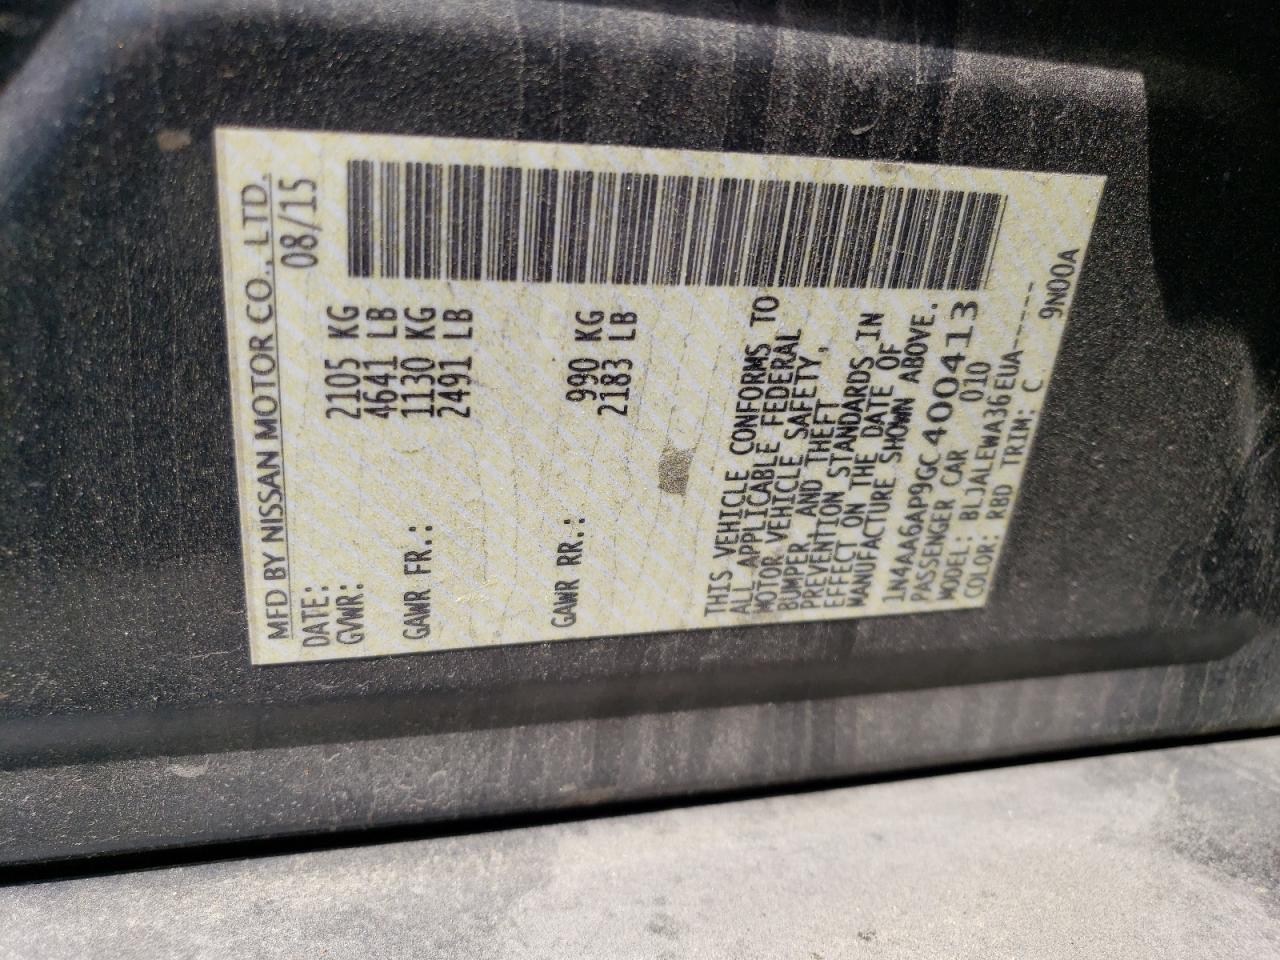 MFD BY NISSAN MOTOR CO., LTD.
DATE: 08/15
GVWR: 2105 KG
4641 LB
GAWR FR.: 1130 KG
2491 LB
GAWR RR.: 990 KG
2183 LB
THIS VEHICLE CONFORMS TO
ALL APPLICABLE FEDERAL
MOTOR VEHICLE SAFETY,
BUMPER, AND THEFT
PREVENTION STANDARDS IN
EFFECT ON THE DATE OF
MANUFACTURE SHOWN ABOVE.
1N4AA6AP9GC400413
PASSENGER CAR 010
MODEL: BLJALEWA36EUA-----
COLOR: RBD TRIM: C 9N00A